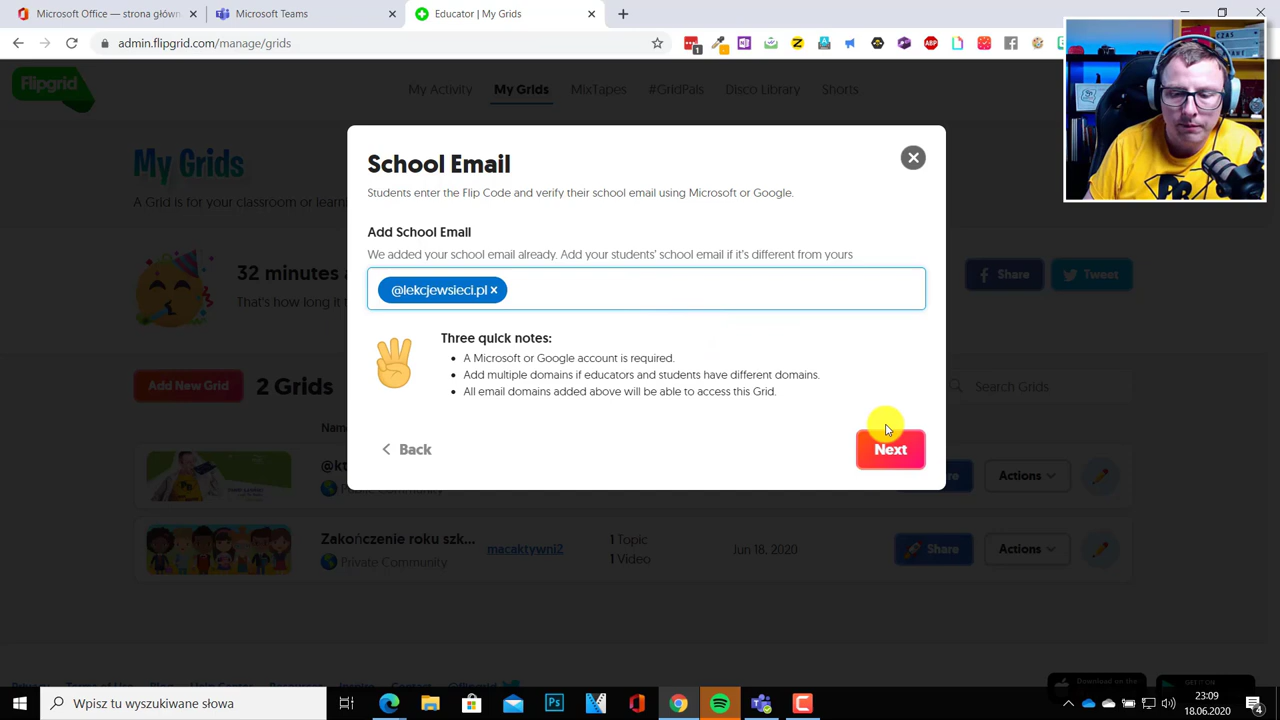 Microsoft Office — strona główn
Microsoft Teams
Educator | My Grids
admin.flipgrid.com/manage/grids
Flipgrid
My Activity
My Grids
MixTapes
#GridPals
Disco Library
Shorts
My Grids
A Grid is for your classroom or learni
School Email
Students enter the Flip Code and verify their school email using Microsoft or Google.
Add School Email
We added your school email already. Add your students' school email if it's different from yours
@lekcjewsieci.pl ×
32 minutes a
That's how long it t
Share
Tweet
Three quick notes:
• A Microsoft or Google account is required.
• Add multiple domains if educators and students have different domains.
• All email domains added above will be able to access this Grid.
Add New Grid
2 Grids
Search Grids
Back
Next
Actions
Zakończenie roku szk...
Private Community
macaktywni2
1 Topic
1 Video
Jun 18, 2020
Share
Actions
Download on the
GET IT ON
Wpisz tu wyszukiwane słowa
23:09
18.06.2020